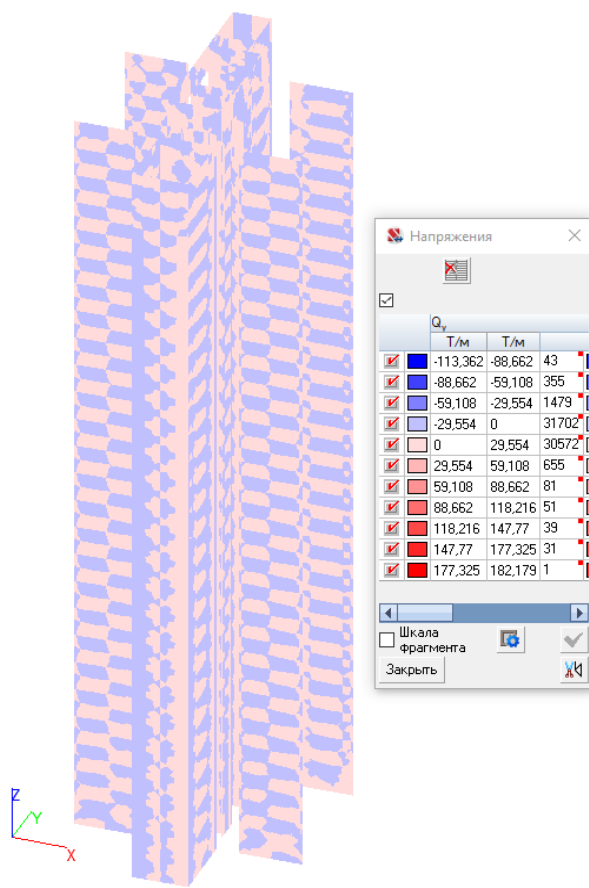 Напряжения
Qy
Т/м Т/м
-113,362 -88,662 43
-88,662 -59,108 355
-59,108 -29,554 1479
-29,554 0 31702
0 29,554 30572
29,554 59,108 655
59,108 88,662 81
88,662 118,216 51
118,216 147,77 39
147,77 177,325 31
177,325 182,179 1
Шкала
фрагмента
Закрыть
Z
Y
X